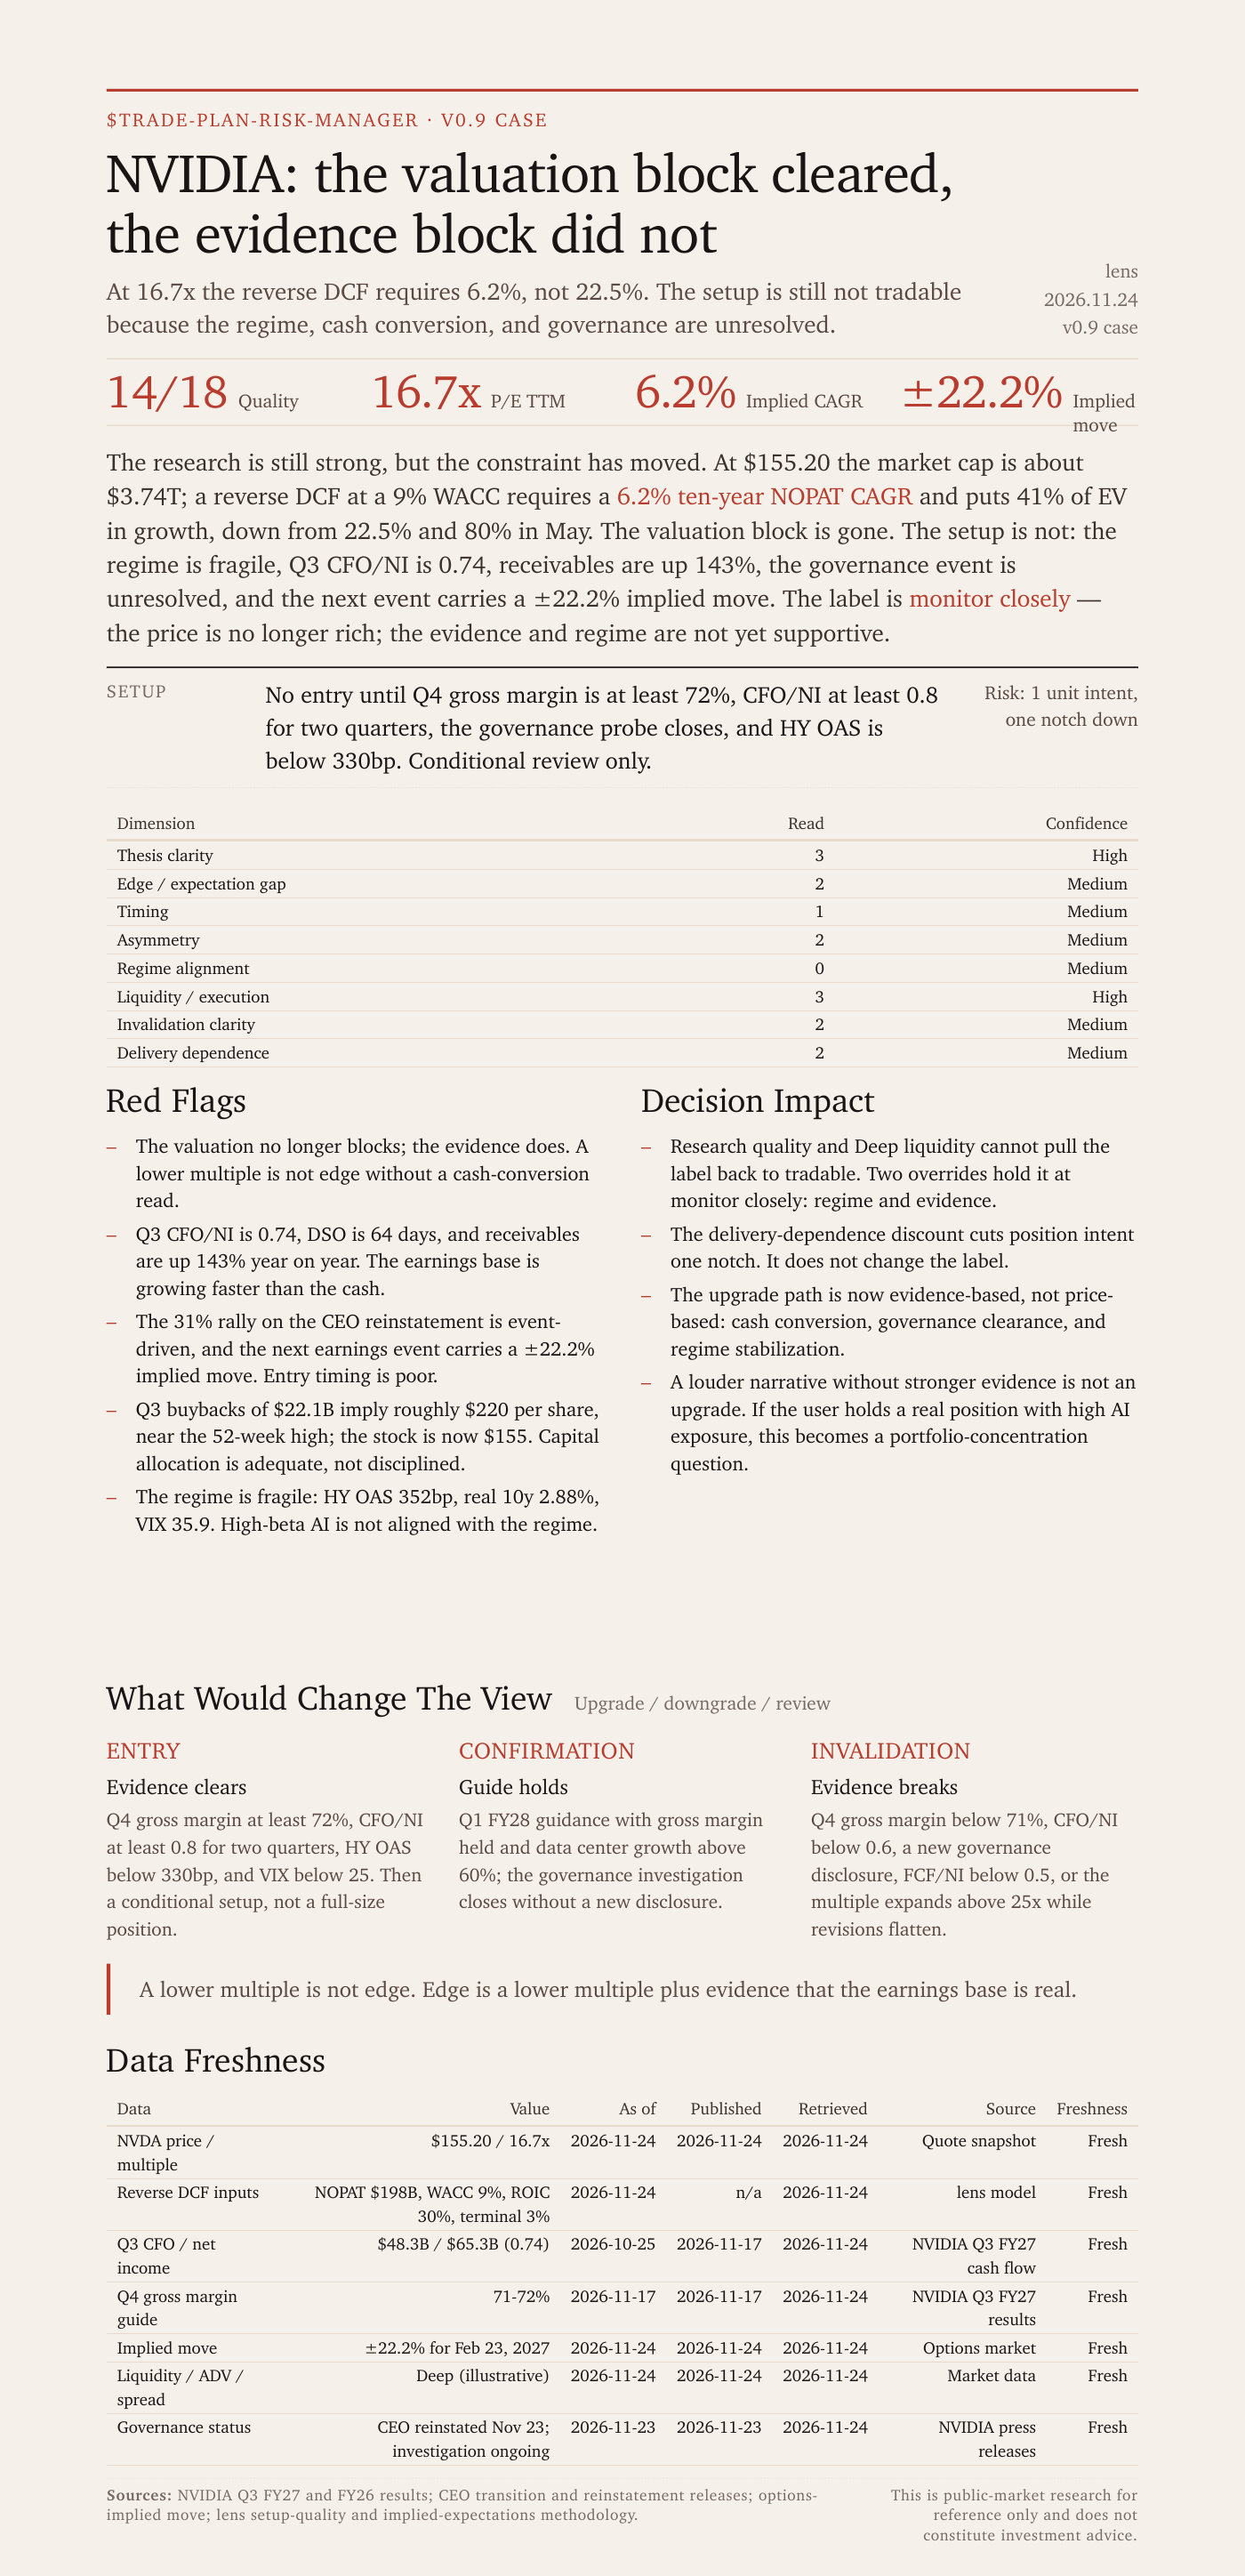 $TRADE-PLAN-RISK-MANAGER · V0.9 CASE
NVIDIA: the valuation block cleared,
the evidence block did not
At 16.7x the reverse DCF requires 6.2%, not 22.5%. The setup is still not tradable
because the regime, cash conversion, and governance are unresolved.
lens
2026.11.24
v0.9 case
14/18 Quality
16.7x P/E TTM
6.2% Implied CAGR
±22.2% Implied
move
The research is still strong, but the constraint has moved. At $155.20 the market cap is about
$3.74T; a reverse DCF at a 9% WACC requires a 6.2% ten-year NOPAT CAGR and puts 41% of EV
in growth, down from 22.5% and 80% in May. The valuation block is gone. The setup is not: the
regime is fragile, Q3 CFO/NI is 0.74, receivables are up 143%, the governance event is
unresolved, and the next event carries a ±22.2% implied move. The label is monitor closely —
the price is no longer rich; the evidence and regime are not yet supportive.
SETUP
No entry until Q4 gross margin is at least 72%, CFO/NI at least 0.8
for two quarters, the governance probe closes, and HY OAS is
below 330bp. Conditional review only.
Risk: 1 unit intent,
one notch down
Dimension Read Confidence
Thesis clarity 3 High
Edge / expectation gap 2 Medium
Timing 1 Medium
Asymmetry 2 Medium
Regime alignment 0 Medium
Liquidity / execution 3 High
Invalidation clarity 2 Medium
Delivery dependence 2 Medium
Red Flags
– The valuation no longer blocks; the evidence does. A
lower multiple is not edge without a cash-conversion
read.
– Q3 CFO/NI is 0.74, DSO is 64 days, and receivables
are up 143% year on year. The earnings base is
growing faster than the cash.
– The 31% rally on the CEO reinstatement is event-
driven, and the next earnings event carries a ±22.2%
implied move. Entry timing is poor.
– Q3 buybacks of $22.1B imply roughly $220 per share,
near the 52-week high; the stock is now $155. Capital
allocation is adequate, not disciplined.
– The regime is fragile: HY OAS 352bp, real 10y 2.88%,
VIX 35.9. High-beta AI is not aligned with the regime.
Decision Impact
– Research quality and Deep liquidity cannot pull the
label back to tradable. Two overrides hold it at
monitor closely: regime and evidence.
– The delivery-dependence discount cuts position intent
one notch. It does not change the label.
– The upgrade path is now evidence-based, not price-
based: cash conversion, governance clearance, and
regime stabilization.
– A louder narrative without stronger evidence is not an
upgrade. If the user holds a real position with high AI
exposure, this becomes a portfolio-concentration
question.
What Would Change The View Upgrade / downgrade / review
ENTRY
Evidence clears
Q4 gross margin at least 72%, CFO/NI
at least 0.8 for two quarters, HY OAS
below 330bp, and VIX below 25. Then
a conditional setup, not a full-size
position.
CONFIRMATION
Guide holds
Q1 FY28 guidance with gross margin
held and data center growth above
60%; the governance investigation
closes without a new disclosure.
INVALIDATION
Evidence breaks
Q4 gross margin below 71%, CFO/NI
below 0.6, a new governance
disclosure, FCF/NI below 0.5, or the
multiple expands above 25x while
revisions flatten.
A lower multiple is not edge. Edge is a lower multiple plus evidence that the earnings base is real.
Data Freshness
Data Value As of Published Retrieved Source Freshness
NVDA price / $155.20 / 16.7x 2026-11-24 2026-11-24 2026-11-24 Quote snapshot Fresh
multiple
Reverse DCF inputs NOPAT $198B, WACC 9%, ROIC 2026-11-24 n/a 2026-11-24 lens model Fresh
30%, terminal 3%
Q3 CFO / net $48.3B / $65.3B (0.74) 2026-10-25 2026-11-17 2026-11-24 NVIDIA Q3 FY27 Fresh
income cash flow
Q4 gross margin 71-72% 2026-11-17 2026-11-17 2026-11-24 NVIDIA Q3 FY27 Fresh
guide results
Implied move ±22.2% for Feb 23, 2027 2026-11-24 2026-11-24 2026-11-24 Options market Fresh
Liquidity / ADV / Deep (illustrative) 2026-11-24 2026-11-24 2026-11-24 Market data Fresh
spread
Governance status CEO reinstated Nov 23; 2026-11-23 2026-11-23 2026-11-24 NVIDIA press Fresh
investigation ongoing releases
Sources: NVIDIA Q3 FY27 and FY26 results; CEO transition and reinstatement releases; options-
implied move; lens setup-quality and implied-expectations methodology.
This is public-market research for
reference only and does not
constitute investment advice.